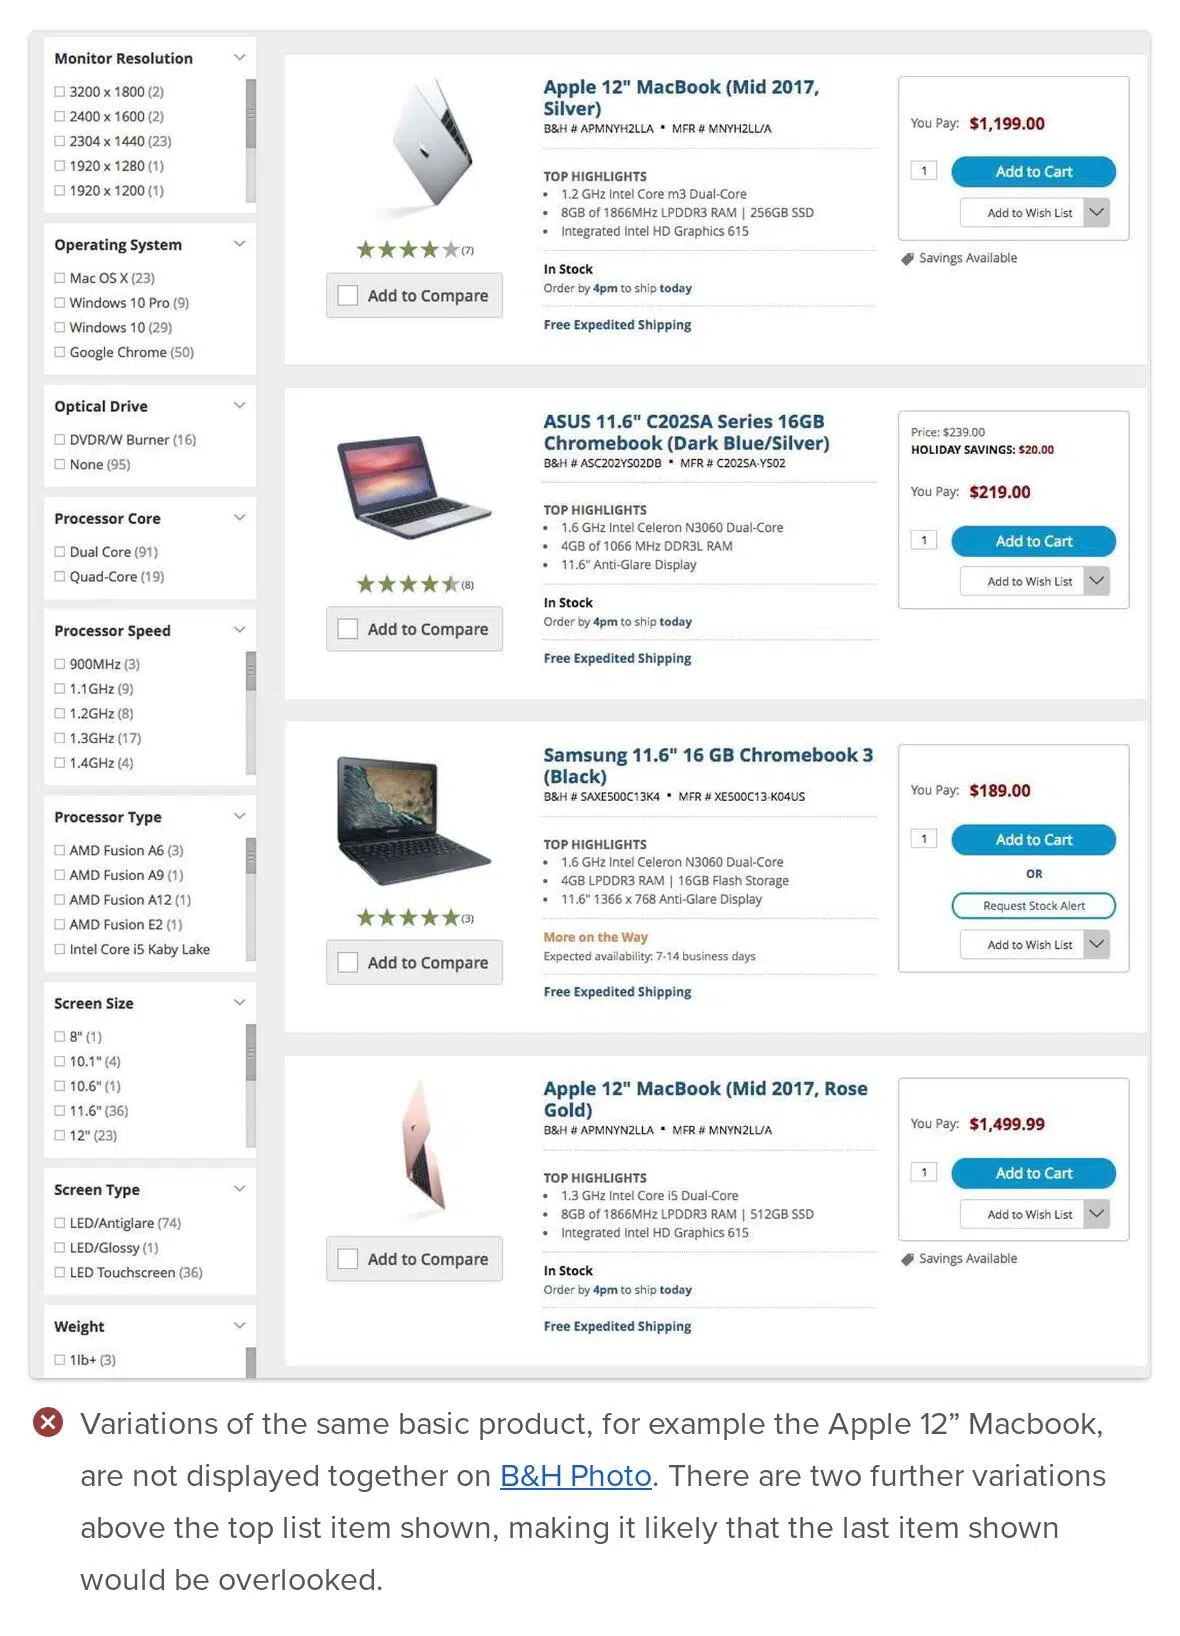 Monitor Resolution
3200 x 1800 (2)
2400 x 1600 (2)
2304 x 1440 (23)
1920 x 1280 (1)
1920 x 1200 (1)
Operating System
Mac OS X (23)
Windows 10 Pro (9)
Windows 10 (29)
Google Chrome (50)
Optical Drive
DVDR/W Burner (16)
None (95)
Processor Core
Dual Core (91)
Quad-Core (19)
Processor Speed
900MHz (3)
1.1GHz (9)
1.2GHz (8)
1.3GHz (17)
1.4GHz (4)
Processor Type
AMD Fusion A6 (3)
AMD Fusion A9 (1)
AMD Fusion A12 (1)
AMD Fusion E2 (1)
Intel Core i5 Kaby Lake
Screen Size
8" (1)
10.1" (4)
10.6" (1)
11.6" (36)
12" (23)
Screen Type
LED/Antiglare (74)
LED/Glossy (1)
LED Touchscreen (36)
Weight
1lb+ (3)
(7)
Add to Compare
Apple 12" MacBook (Mid 2017,
Silver)
B&H # APMNYH2LLA • MFR # MNYH2LL/A
TOP HIGHLIGHTS
• 1.2 GHz Intel Core m3 Dual-Core
• 8GB of 1866MHz LPDDR3 RAM | 256GB SSD
• Integrated Intel HD Graphics 615
In Stock
Order by 4pm to ship today
Free Expedited Shipping
You Pay: $1,199.00
1 Add to Cart
Add to Wish List
Savings Available
(8)
Add to Compare
ASUS 11.6" C202SA Series 16GB
Chromebook (Dark Blue/Silver)
B&H # ASC202YS02DB • MFR # C202SA-YS02
TOP HIGHLIGHTS
• 1.6 GHz Intel Celeron N3060 Dual-Core
• 4GB of 1066 MHz DDR3L RAM
• 11.6" Anti-Glare Display
In Stock
Order by 4pm to ship today
Free Expedited Shipping
Price: $239.00
HOLIDAY SAVINGS: $20.00
You Pay: $219.00
1 Add to Cart
Add to Wish List
(3)
Add to Compare
Samsung 11.6" 16 GB Chromebook 3
(Black)
B&H # SAXE500C13K4 • MFR # XE500C13-K04US
TOP HIGHLIGHTS
• 1.6 GHz Intel Celeron N3060 Dual-Core
• 4GB LPDDR3 RAM | 16GB Flash Storage
• 11.6" 1366 x 768 Anti-Glare Display
More on the Way
Expected availability: 7-14 business days
Free Expedited Shipping
You Pay: $189.00
1 Add to Cart
OR
Request Stock Alert
Add to Wish List
Add to Compare
Apple 12" MacBook (Mid 2017, Rose
Gold)
B&H # APMNYN2LLA • MFR # MNYN2LL/A
TOP HIGHLIGHTS
• 1.3 GHz Intel Core i5 Dual-Core
• 8GB of 1866MHz LPDDR3 RAM | 512GB SSD
• Integrated Intel HD Graphics 615
In Stock
Order by 4pm to ship today
Free Expedited Shipping
You Pay: $1,499.99
1 Add to Cart
Add to Wish List
Savings Available
Variations of the same basic product, for example the Apple 12” Macbook,
are not displayed together on B&H Photo. There are two further variations
above the top list item shown, making it likely that the last item shown
would be overlooked.